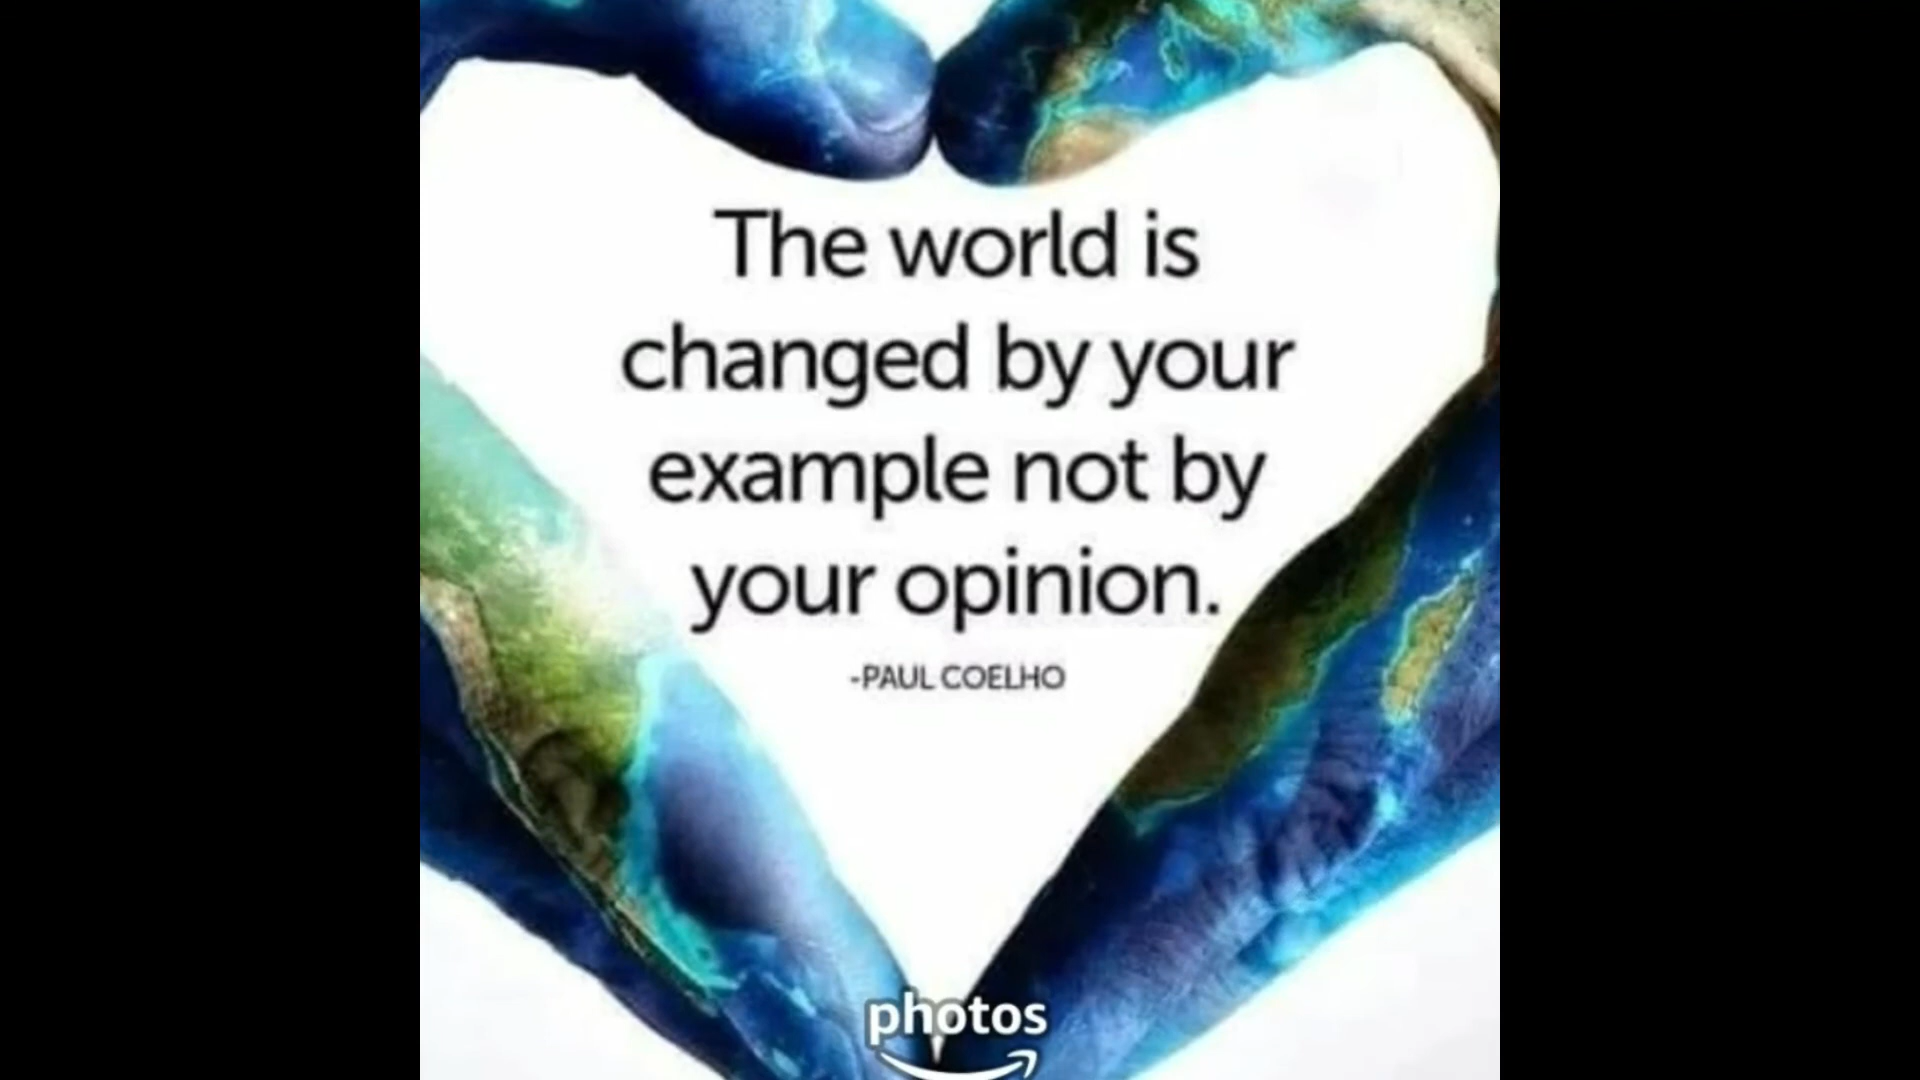 The world is
changed by your
example not by
your opinion.
-PAUL COELHO
photos